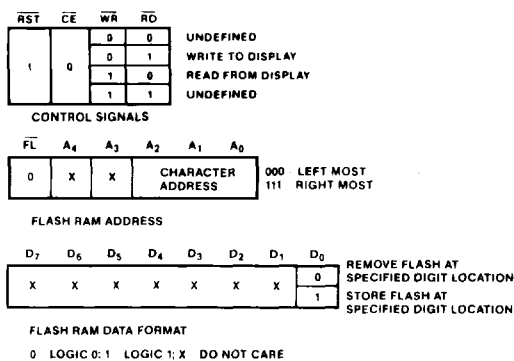 RST CE WR RD
0 0 UNDEFINED
0 1 WRITE TO DISPLAY
1 0 1 0 READ FROM DISPLAY
1 1 UNDEFINED
CONTROL SIGNALS
FL A4 A3 A2 A1 A0
0 X X CHARACTER ADDRESS 000 LEFT MOST
111 RIGHT MOST
FLASH RAM ADDRESS
D7 D6 D5 D4 D3 D2 D1 D0
X X X X X X X 0 REMOVE FLASH AT SPECIFIED DIGIT LOCATION
1 STORE FLASH AT SPECIFIED DIGIT LOCATION
FLASH RAM DATA FORMAT
0 LOGIC 0; 1 LOGIC 1; X DO NOT CARE